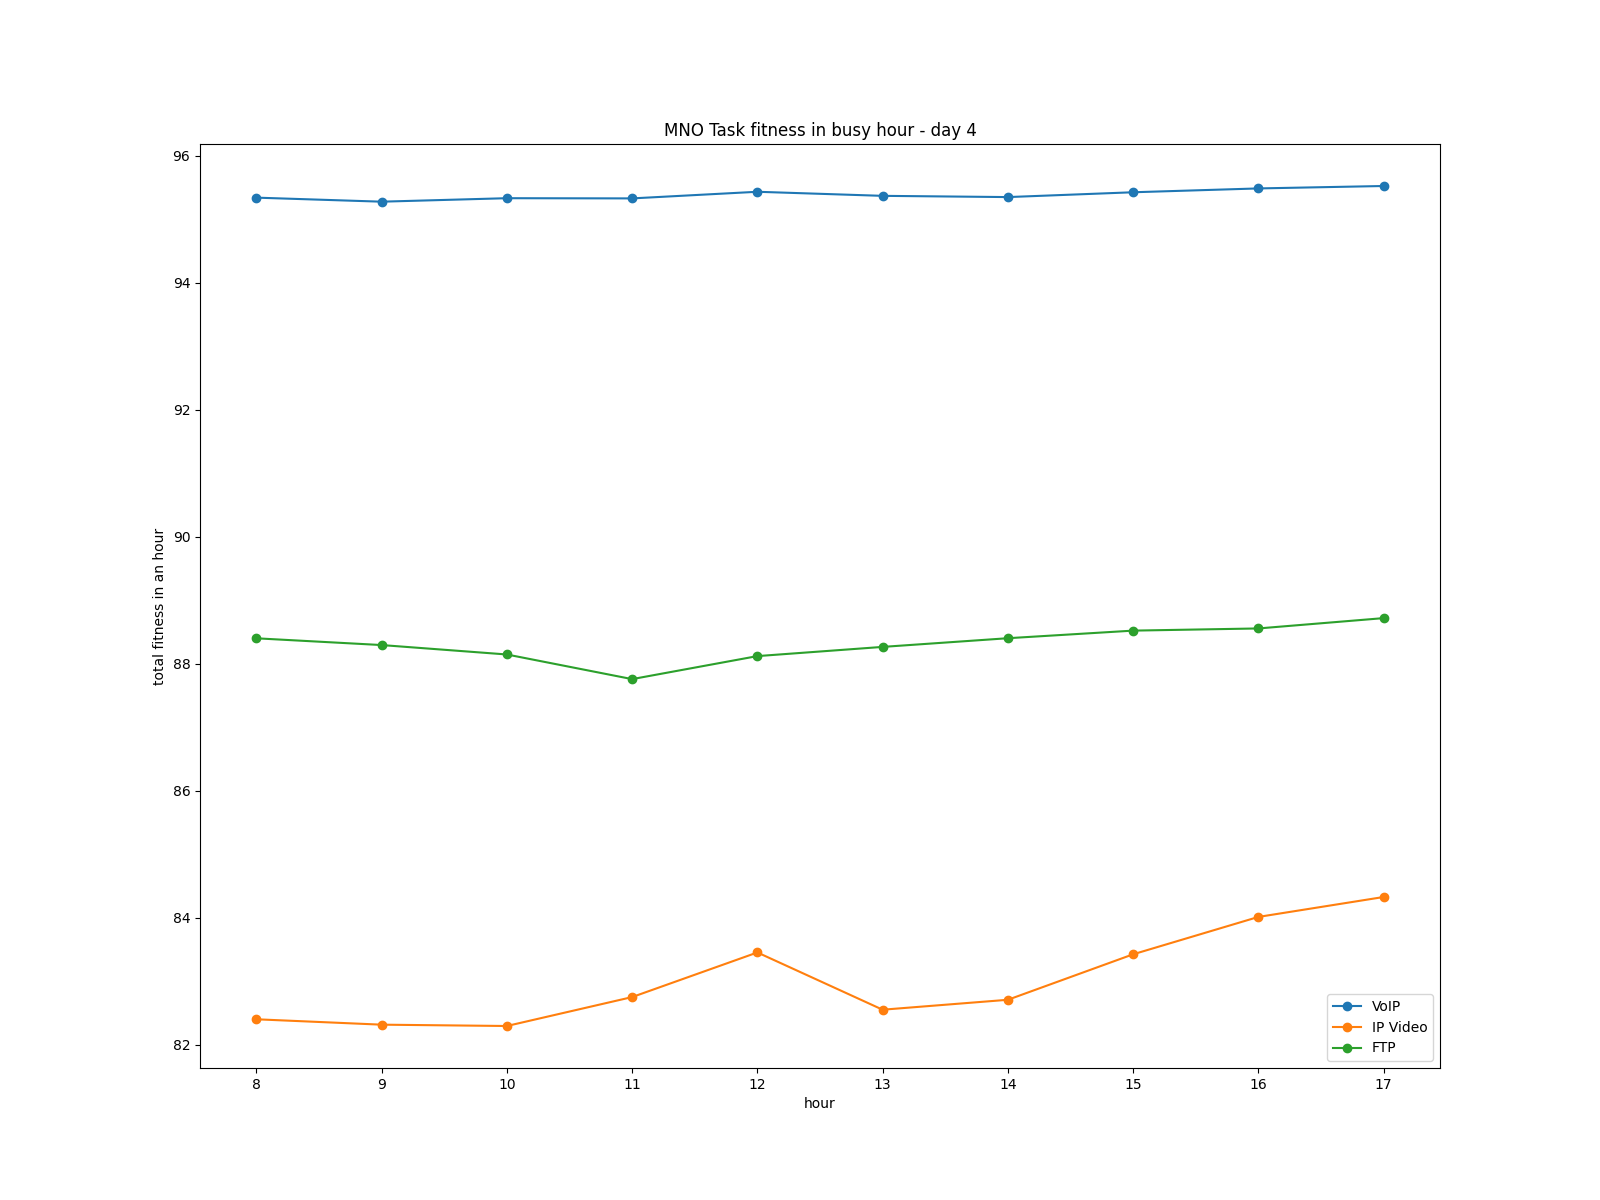 MNO Task fitness in busy hour - day 4
96
94
92
90
88
86
84
82
total fitness in an hour
8 9 10 11 12 13 14 15 16 17
hour
VoIP
IP Video
FTP